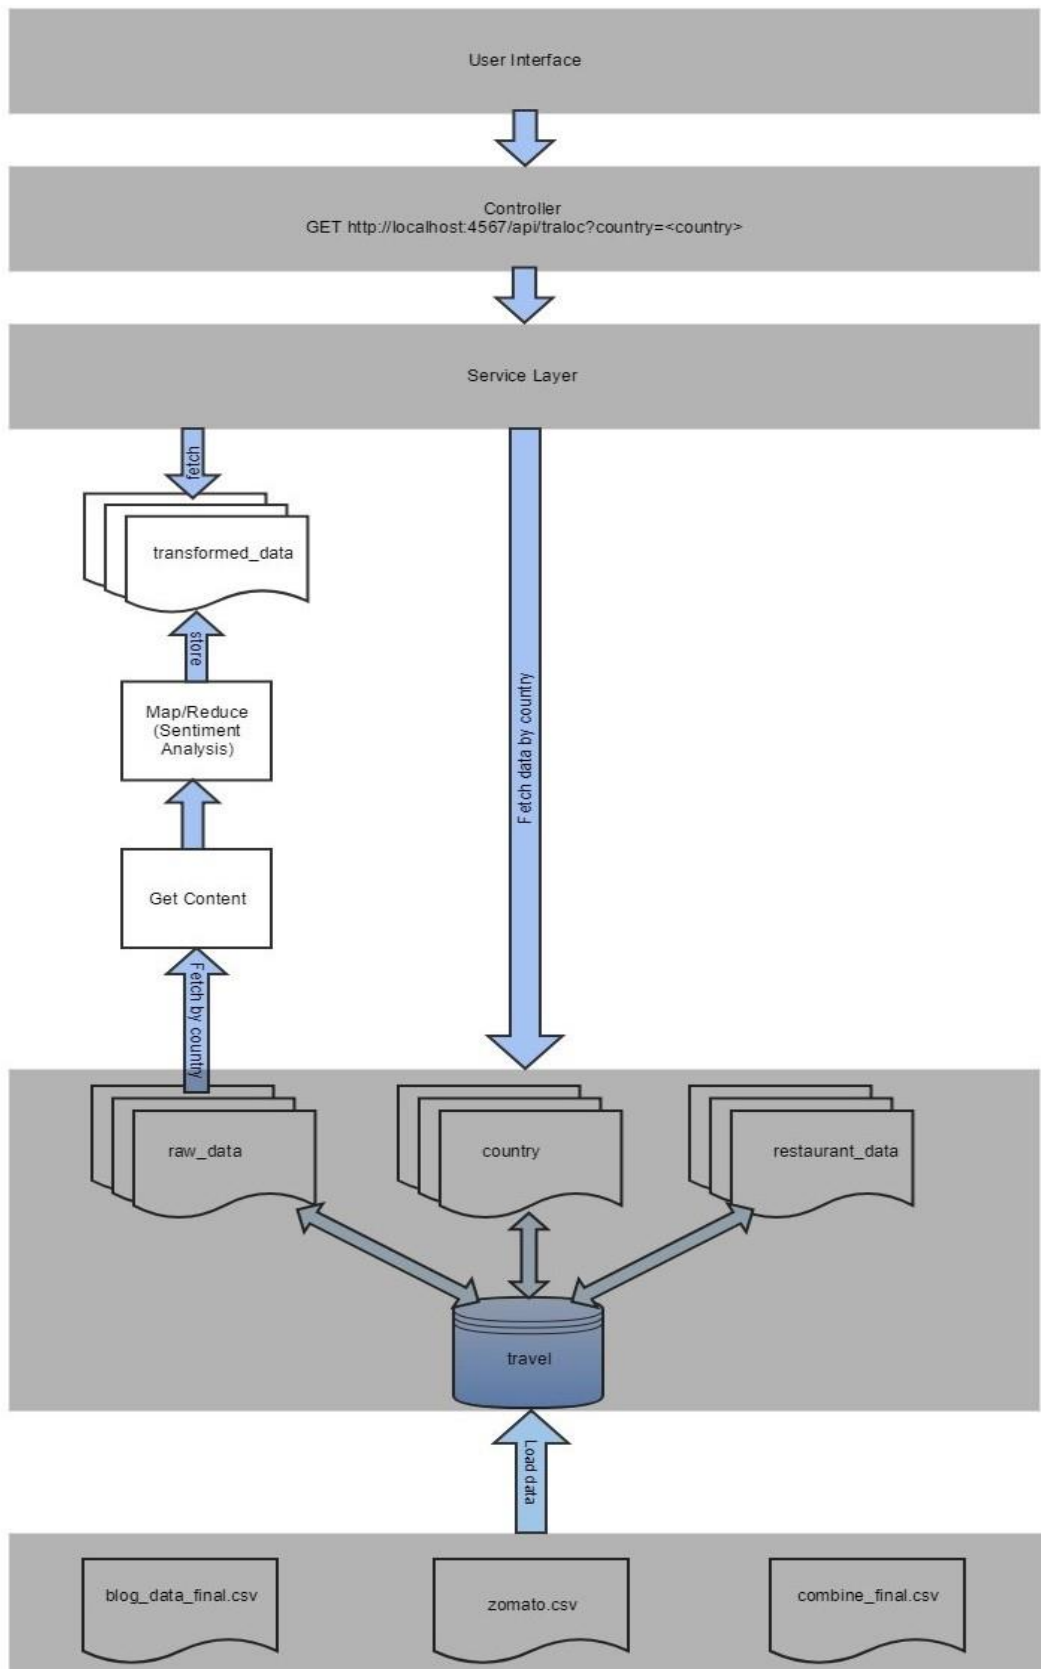 User Interface
Controller
GET http://localhost:4567/api/traloc?country=<country>
Service Layer
fetch
transformed_data
store
Map/Reduce
(Sentiment
Analysis)
Fetch data by country
Get Content
Fetch by country
raw_data
country
restaurant_data
travel
Load data
blog_data_final.csv
zomato.csv
combine_final.csv